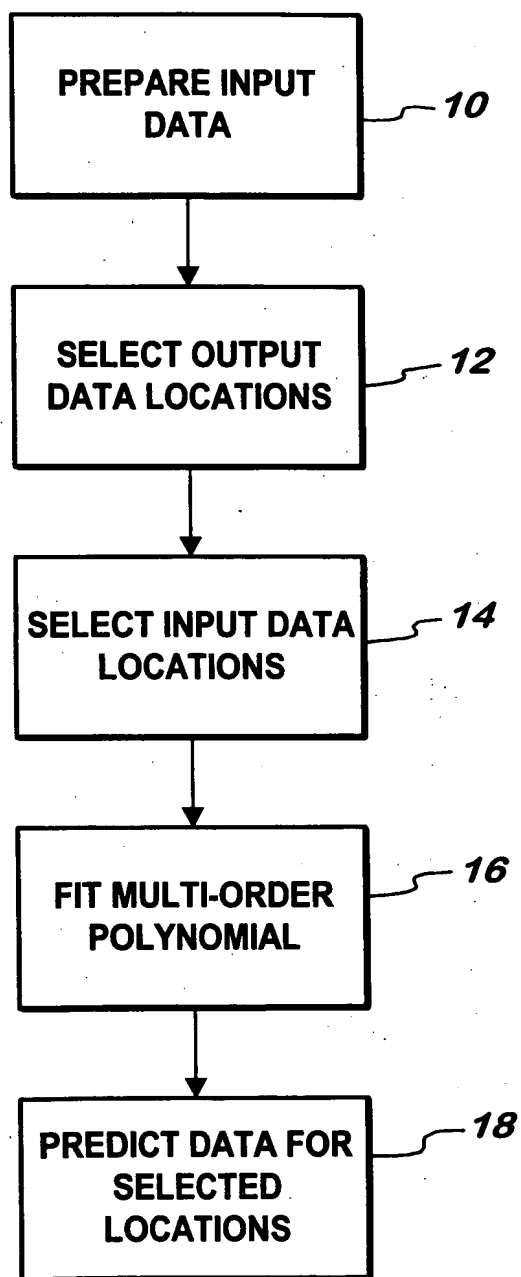 PREPARE INPUT
DATA
10
SELECT OUTPUT
DATA LOCATIONS
12
SELECT INPUT DATA
LOCATIONS
14
FIT MULTI-ORDER
POLYNOMIAL
16
PREDICT DATA FOR
SELECTED
LOCATIONS
18